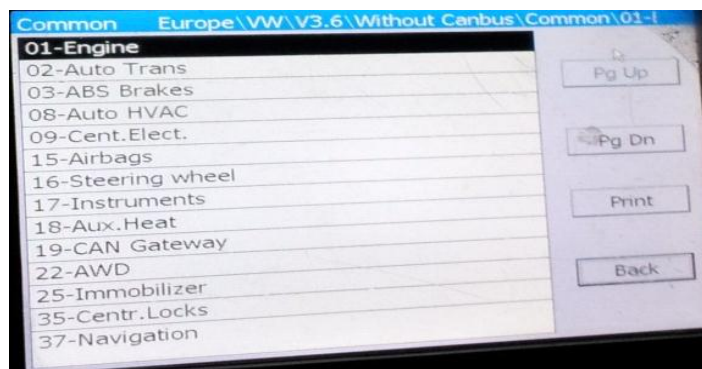 Common Europe\VW\V3.6\Without Canbus\Common\01-
01-Engine
02-Auto Trans
03-ABS Brakes
08-Auto HVAC
09-Cent.Elect.
15-Airbags
16-Steering wheel
17-Instruments
18-Aux.Heat
19-CAN Gateway
22-AWD
25-Immobilizer
35-Centr.Locks
37-Navigation
Pg Up
Pg Dn
Print
Back